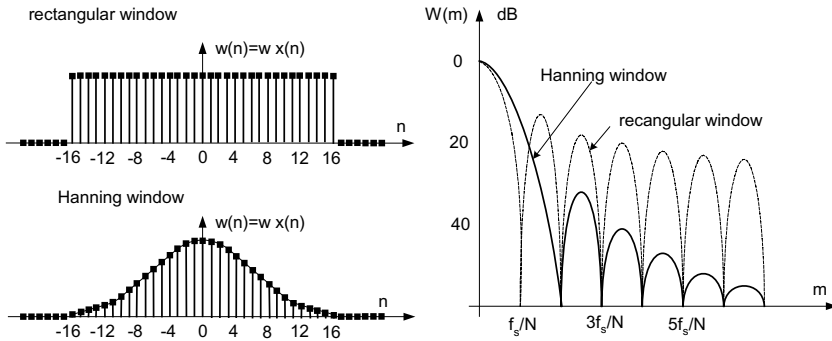 rectangular window
w(n)=w x(n)
n
-16 -12 -8 -4 0 4 8 12 16
Hanning window
w(n)=w x(n)
n
-16 -12 -8 -4 0 4 8 12 16
W(m) dB
0
Hanning window
recangular window
20
40
m
fs/N 3fs/N 5fs/N